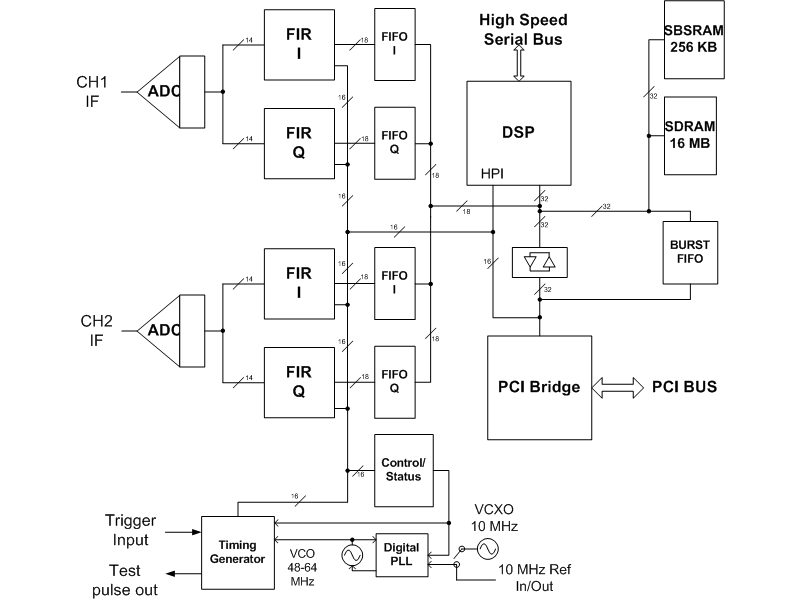 High Speed
Serial Bus
SBSRAM
256 KB
SDRAM
16 MB
CH1
IF
ADC
14
14
FIR
I
FIR
Q
18
18
16
16
FIFO
I
FIFO
Q
18
18
DSP
HPI
32
32
32
32
16
16
BURST
FIFO
32
CH2
IF
ADC
14
14
FIR
I
FIR
Q
16
18
16
18
FIFO
I
FIFO
Q
18
PCI Bridge
PCI BUS
16
16
Control/
Status
Trigger
Input
Test
pulse out
Timing
Generator
VCO
48-64
MHz
Digital
PLL
VCXO
10 MHz
10 MHz Ref
In/Out